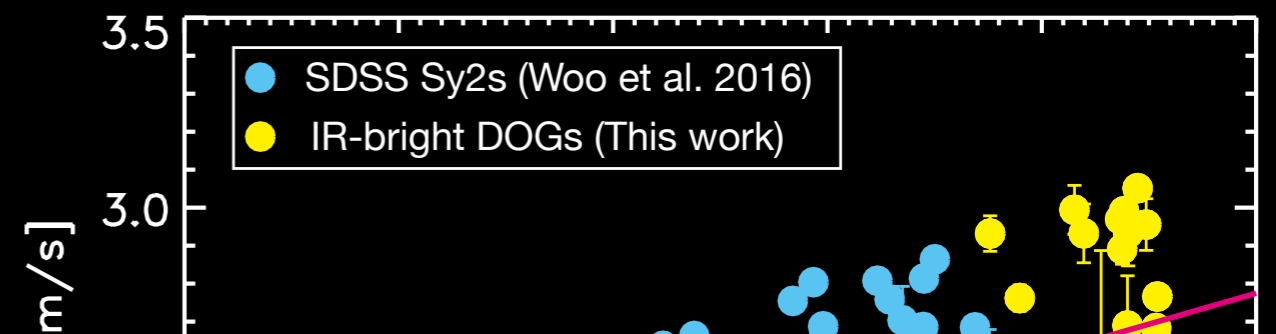 3.5
SDSS Sy2s (Woo et al. 2016)
IR-bright DOGs (This work)
3.0
m/s]